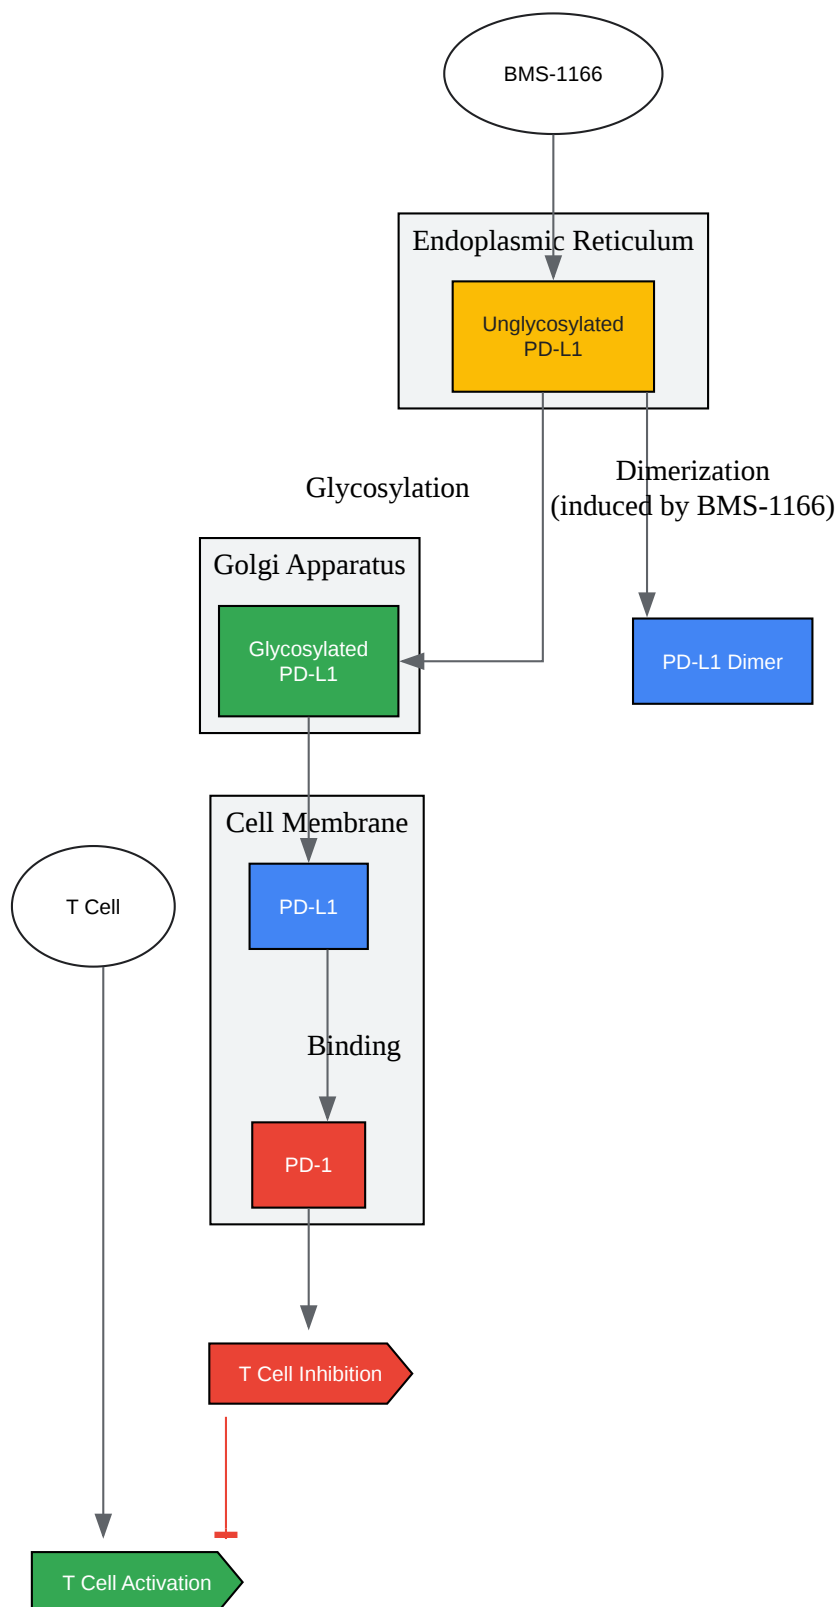 BMS-1166
Endoplasmic Reticulum
Unglycosylated
PD-L1
Glycosylation
Dimerization
(induced by BMS-1166)
Golgi Apparatus
Glycosylated
PD-L1
PD-L1 Dimer
Cell Membrane
T Cell
PD-L1
Binding
PD-1
T Cell Inhibition
T Cell Activation